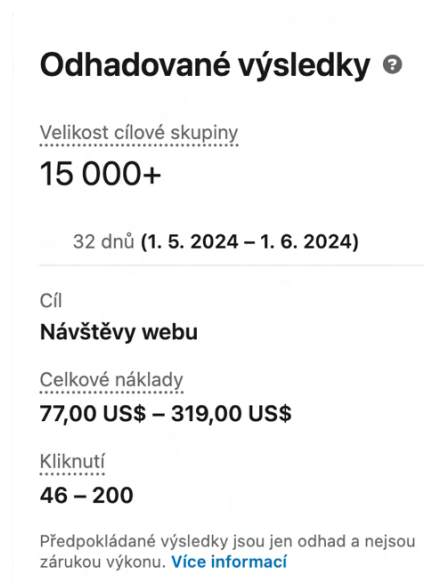 Odhadované výsledky ?
Velikost cílové skupiny
15 000+
32 dnů (1. 5. 2024 – 1. 6. 2024)
Cíl
Návštěvy webu
Celkové náklady
77,00 US$ – 319,00 US$
Kliknutí
46 – 200
Předpokládané výsledky jsou jen odhad a nejsou
zárukou výkonu. Více informací